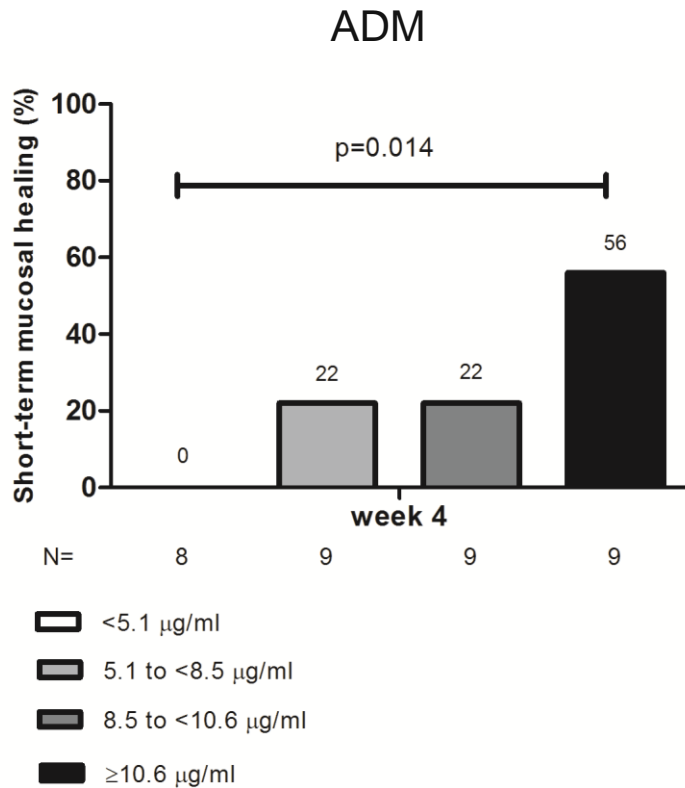 ADM
Short-term mucosal healing (%)
100
80
60
40
20
0
p=0.014
0
22
22
56
week 4
N= 8 9 9 9
<5.1 μg/ml
5.1 to <8.5 μg/ml
8.5 to <10.6 μg/ml
≥10.6 μg/ml